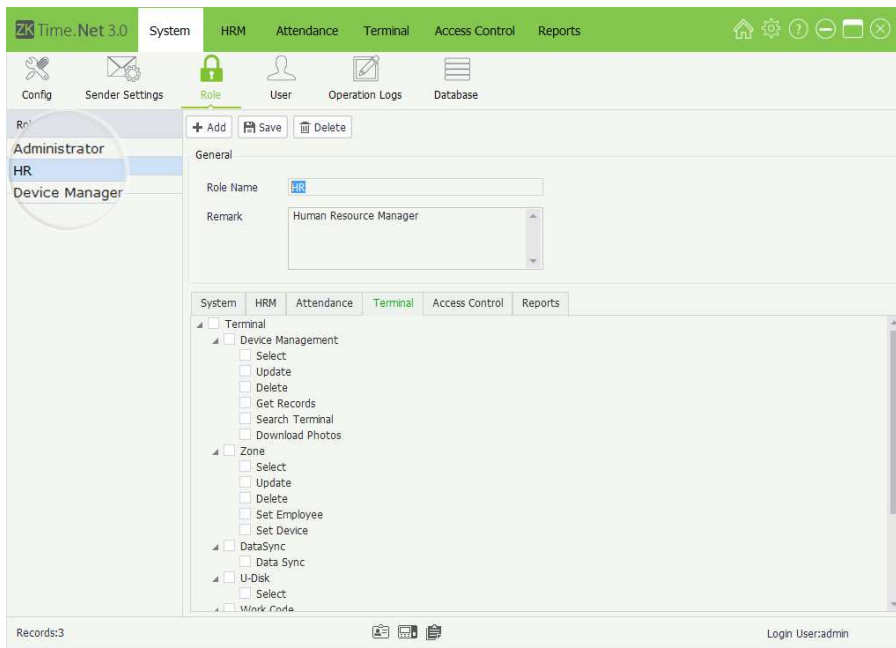 ZKTime.Net 3.0 System HRM Attendance Terminal Access Control Reports
Config Sender Settings Role User Operation Logs Database
Add Save Delete
Administrator
HR
Device Manager
General
Role Name HR
Remark Human Resource Manager
System HRM Attendance Terminal Access Control Reports
Terminal
Device Management
Select
Update
Delete
Get Records
Search Terminal
Download Photos
Zone
Select
Update
Delete
Set Employee
Set Device
DataSync
Data Sync
U-Disk
Select
Work Code
Records:3 Login User:admin